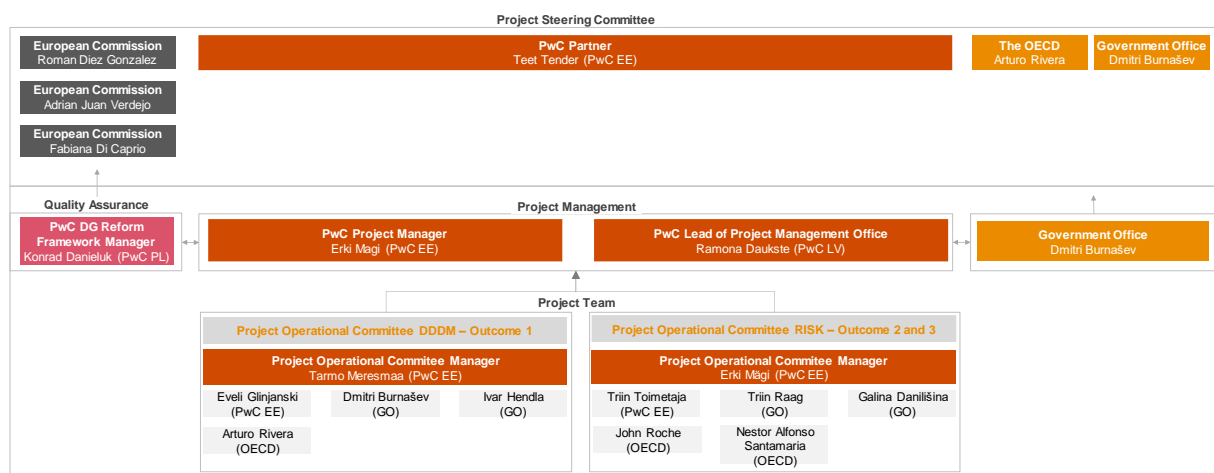 Project Steering Committee
European Commission
Roman Diez Gonzalez
PwC Partner
Teet Tender (PwC EE)
The OECD
Arturo Rivera
Government Office
Dmitri Burnašev
European Commission
Adrian Juan Verdejo
European Commission
Fabiana Di Caprio
Quality Assurance
Project Management
PwC DG Reform
Framework Manager
Konrad Danieluk (PwC PL)
PwC Project Manager
Erki Magi (PwC EE)
PwC Lead of Project Management Office
Ramona Daukste (PwC LV)
Government Office
Dmitri Burnašev
Project Team
Project Operational Committee DDDM – Outcome 1
Project Operational Commitee Manager
Tarmo Meresmaa (PwC EE)
Eveli Glinjanski
(PwC EE)
Dmitri Burnašev
(GO)
Ivar Hendla
(GO)
Arturo Rivera
(OECD)
Project Operational Committee RISK – Outcome 2 and 3
Project Operational Commitee Manager
Erki Mägi (PwC EE)
Triin Toimetaja
(PwC EE)
Triin Raag
(GO)
Galina Danilišina
(GO)
John Roche
(OECD)
Nestor Alfonso
Santamaria
(OECD)